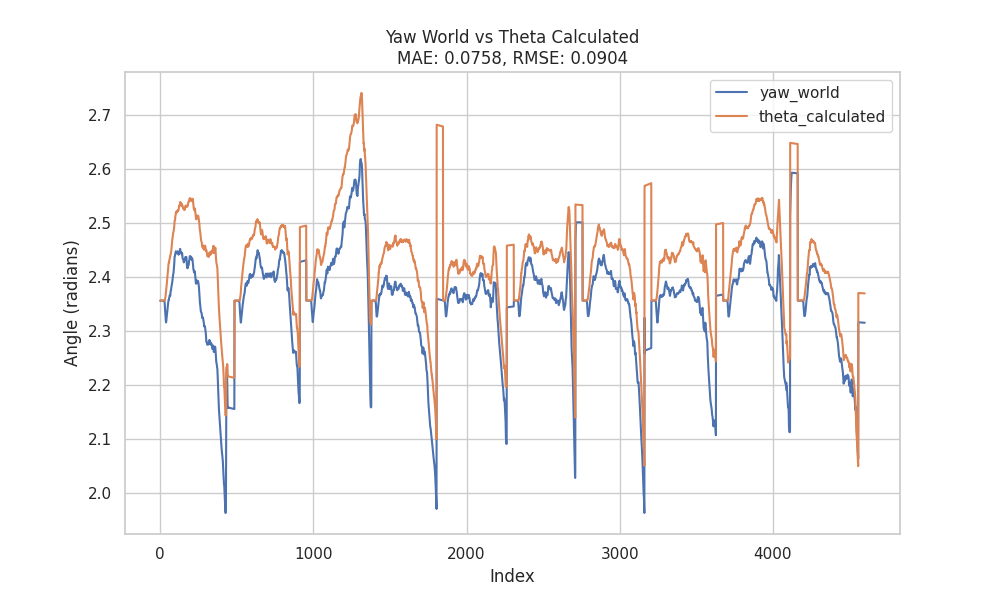 Yaw World vs Theta Calculated
MAE: 0.0758, RMSE: 0.0904
yaw_world
theta_calculated
Angle (radians)
2.7
2.6
2.5
2.4
2.3
2.2
2.1
2.0
0
1000
2000
3000
4000
Index